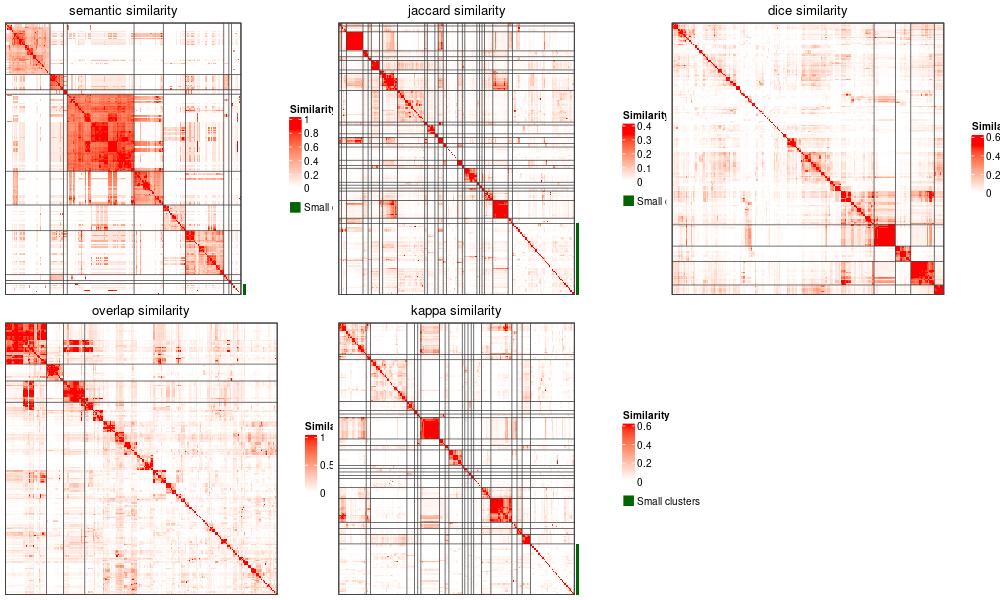 semantic similarity
Similarity
1
0.8
0.6
0.4
0.2
0
Small
jaccard similarity
Similarity
0.4
0.3
0.2
0.1
0
Small
dice similarity
0.6
0.4
0.2
0
overlap similarity
1
0.5
0
kappa similarity
Similarity
0.6
0.4
0.2
0
Small clusters